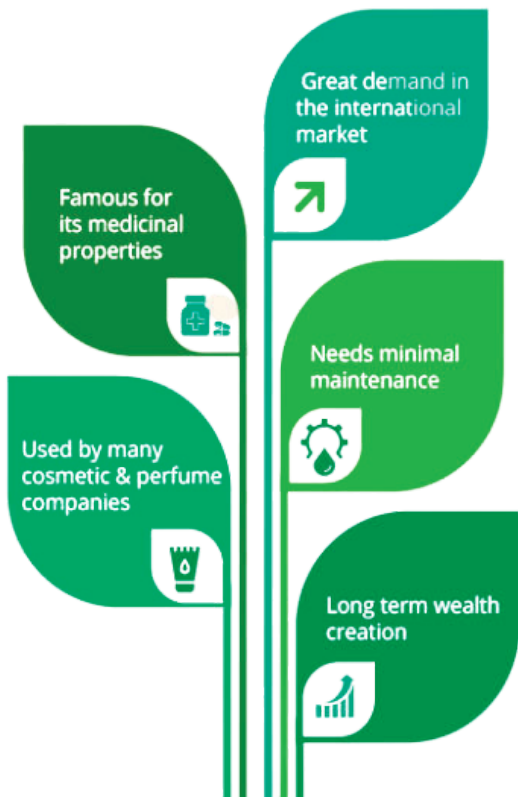 Great demand in
the international
market
Famous for
its medicinal
properties
Needs minimal
maintenance
Used by many
cosmetic & perfume
companies
Long term wealth
creation